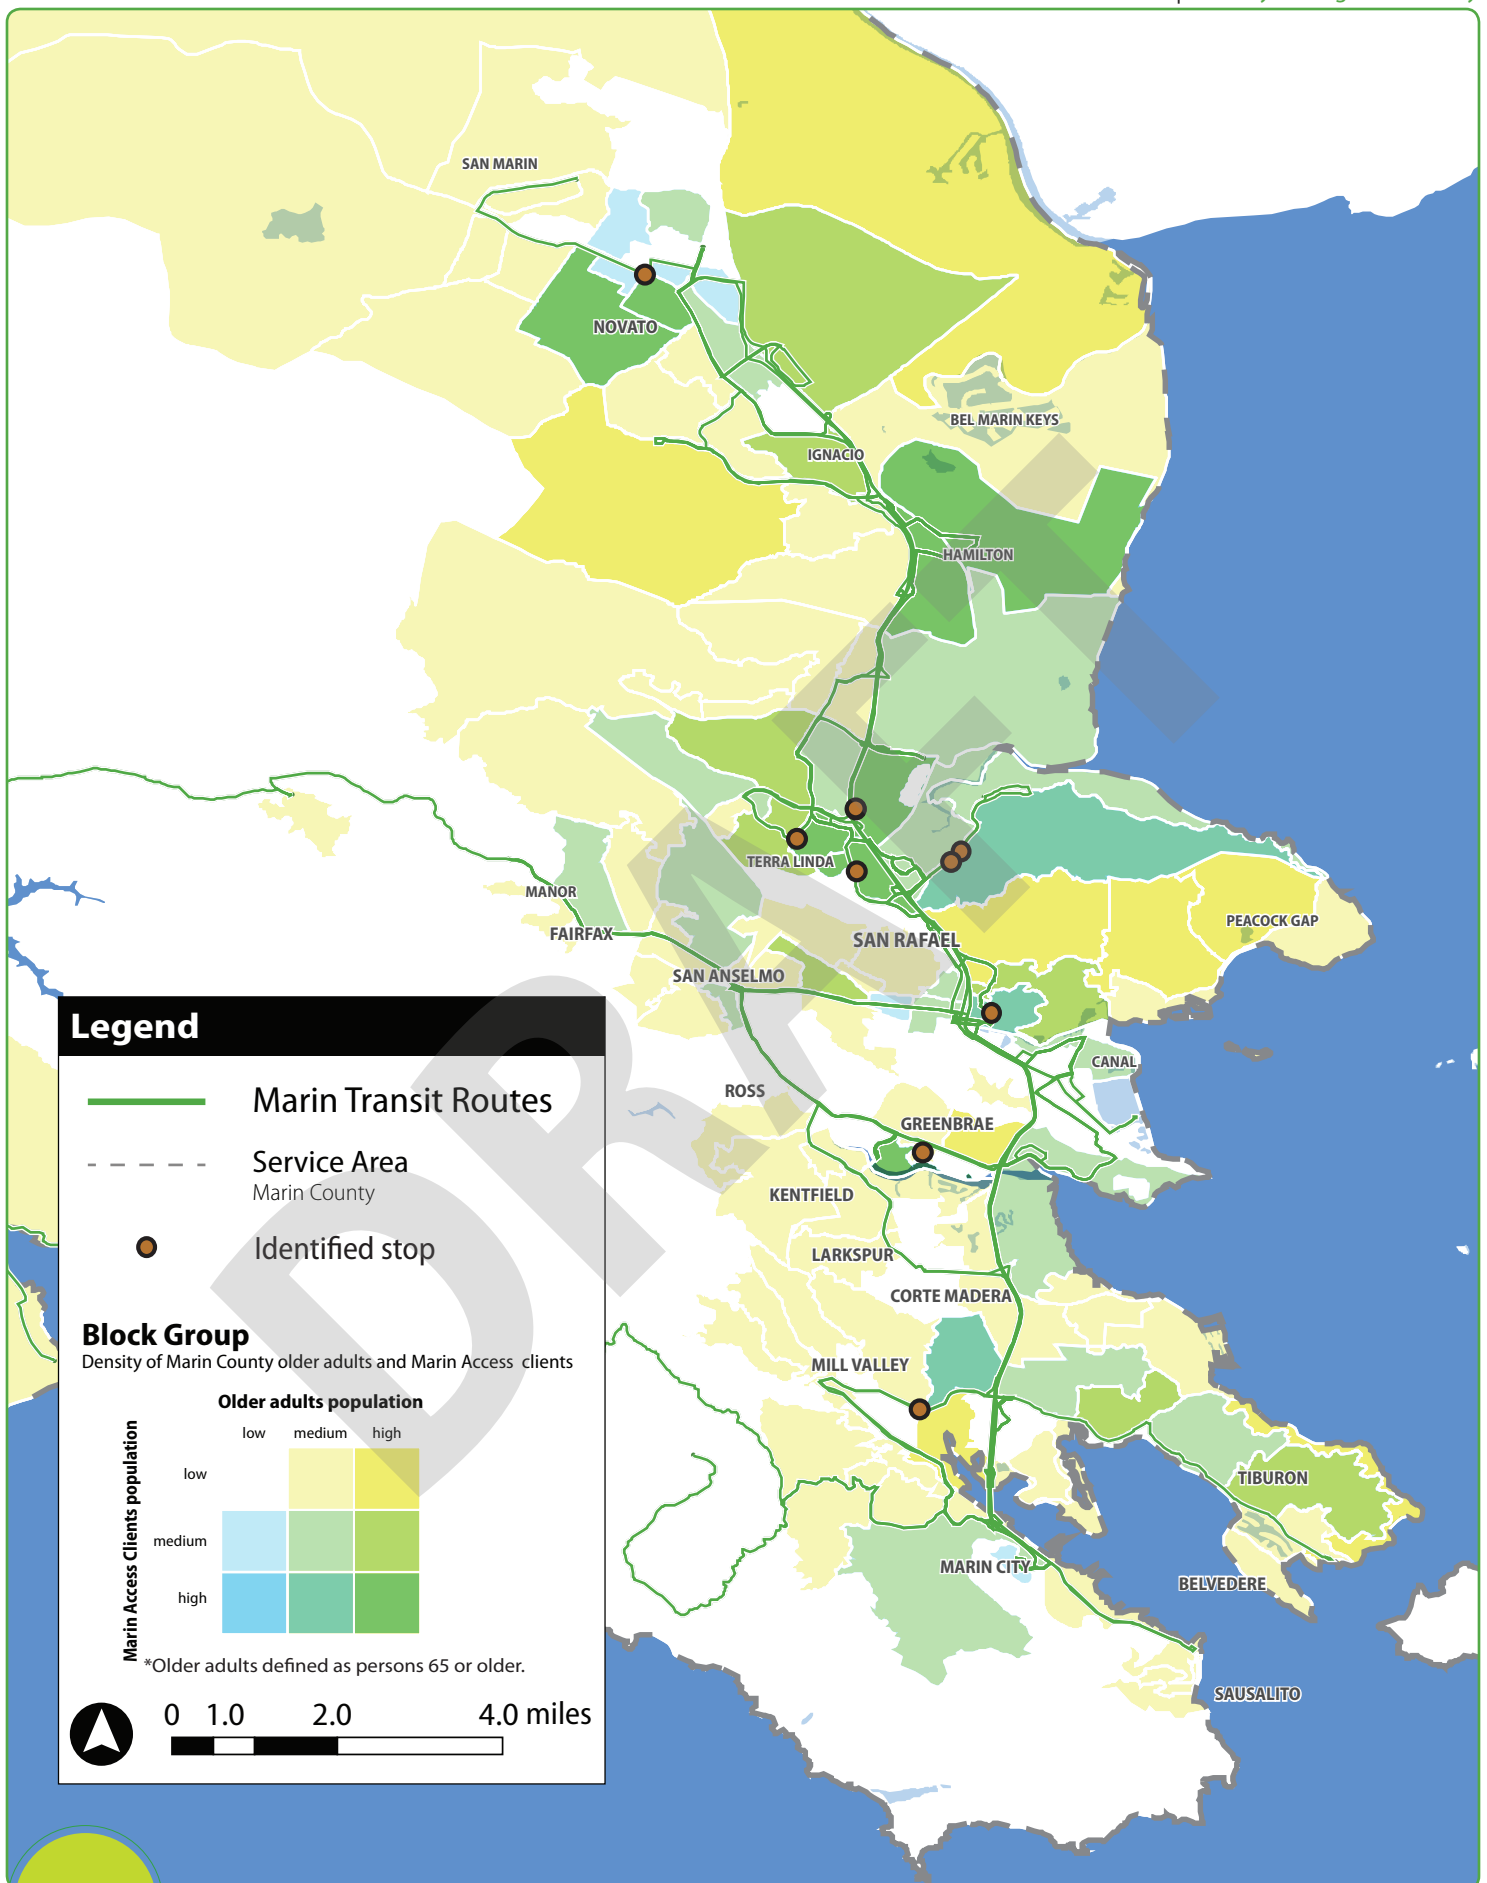 SAN MARIN
NOVATO
BEL MARIN KEYS
IGNACIO
HAMILTON
TERRA LINDA
MANOR
PEACOCK GAP
FAIRFAX
SAN RAFAEL
SAN ANSELMO
CANAL
ROSS
GREENBRAE
KENTFIELD
LARKSPUR
CORTE MADERA
MILL VALLEY
TIBURON
MARIN CITY
BELVEDERE
SAUSALITO
DRAFT
Legend
Marin Transit Routes
Service Area
Marin County
Identified stop
Block Group
Density of Marin County older adults and Marin Access clients
Older adults population
low medium high
Marin Access Clients population
low
medium
high
*Older adults defined as persons 65 or older.
0 1.0 2.0 4.0 miles